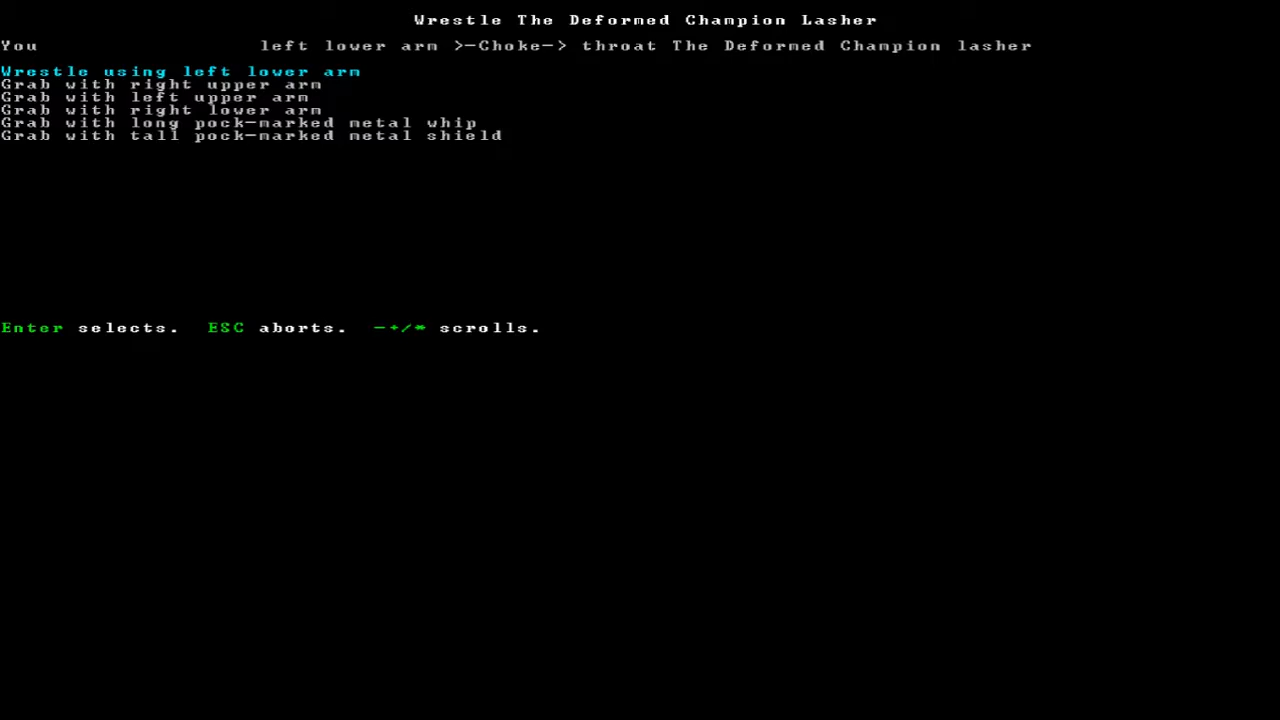 Wrestle The Deformed Champion Lasher
You left lower arm >-Choke-> throat The Deformed Champion lasher
Wrestle using left lower arm
Grab with right upper arm
Grab with left upper arm
Grab with right lower arm
Grab with long pock-marked metal whip
Grab with tall pock-marked metal shield
Enter selects. ESC aborts. -+/* scrolls.